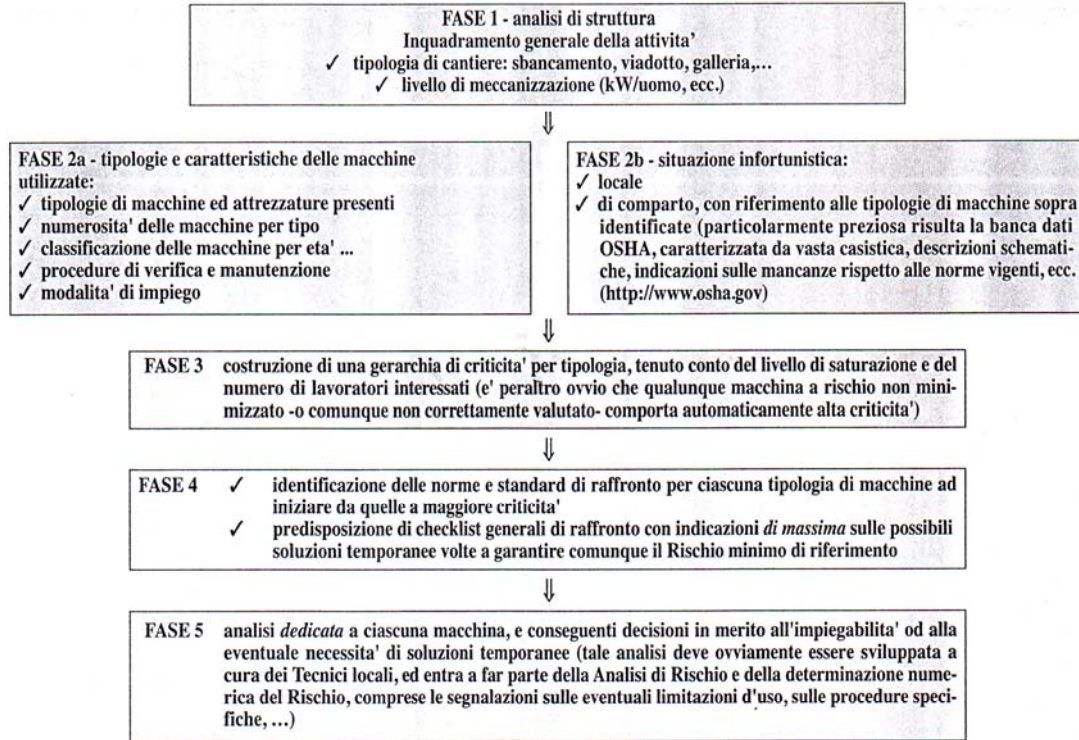 FASE 1 - analisi di struttura
Inquadramento generale della attivita'
✓ tipologia di cantiere: sbancamento, viadotto, galleria,...
✓ livello di meccanizzazione (kW/uomo, ecc.)
⇓
FASE 2a - tipologie e caratteristiche delle macchine
utilizzate:
✓ tipologie di macchine ed attrezzature presenti
✓ numerosita' delle macchine per tipo
✓ classificazione delle macchine per eta' ...
✓ procedure di verifica e manutenzione
✓ modalita' di impiego
FASE 2b - situazione infortunistica:
✓ locale
✓ di comparto, con riferimento alle tipologie di macchine sopra
identificate (particolarmente preziosa risulta la banca dati
OSHA, caratterizzata da vasta casistica, descrizioni schemati-
che, indicazioni sulle mancanze rispetto alle norme vigenti, ecc.
(http://www.osha.gov)
⇓
FASE 3 costruzione di una gerarchia di criticita' per tipologia, tenuto conto del livello di saturazione e del
numero di lavoratori interessati (e' peraltro ovvio che qualunque macchina a rischio non mini-
mizzato -o comunque non correttamente valutato- comporta automaticamente alta criticita')
⇓
FASE 4 ✓ identificazione delle norme e standard di raffronto per ciascuna tipologia di macchine ad
iniziare da quelle a maggiore criticita'
✓ predisposizione di checklist generali di raffronto con indicazioni di massima sulle possibili
soluzioni temporanee volte a garantire comunque il Rischio minimo di riferimento
⇓
FASE 5 analisi dedicata a ciascuna macchina, e conseguenti decisioni in merito all'impiegabilita' od alla
eventuale necessita' di soluzioni temporanee (tale analisi deve ovviamente essere sviluppata a
cura dei Tecnici locali, ed entra a far parte della Analisi di Rischio e della determinazione nume-
rica del Rischio, comprese le segnalazioni sulle eventuali limitazioni d'uso, sulle procedure speci-
fiche, ...)